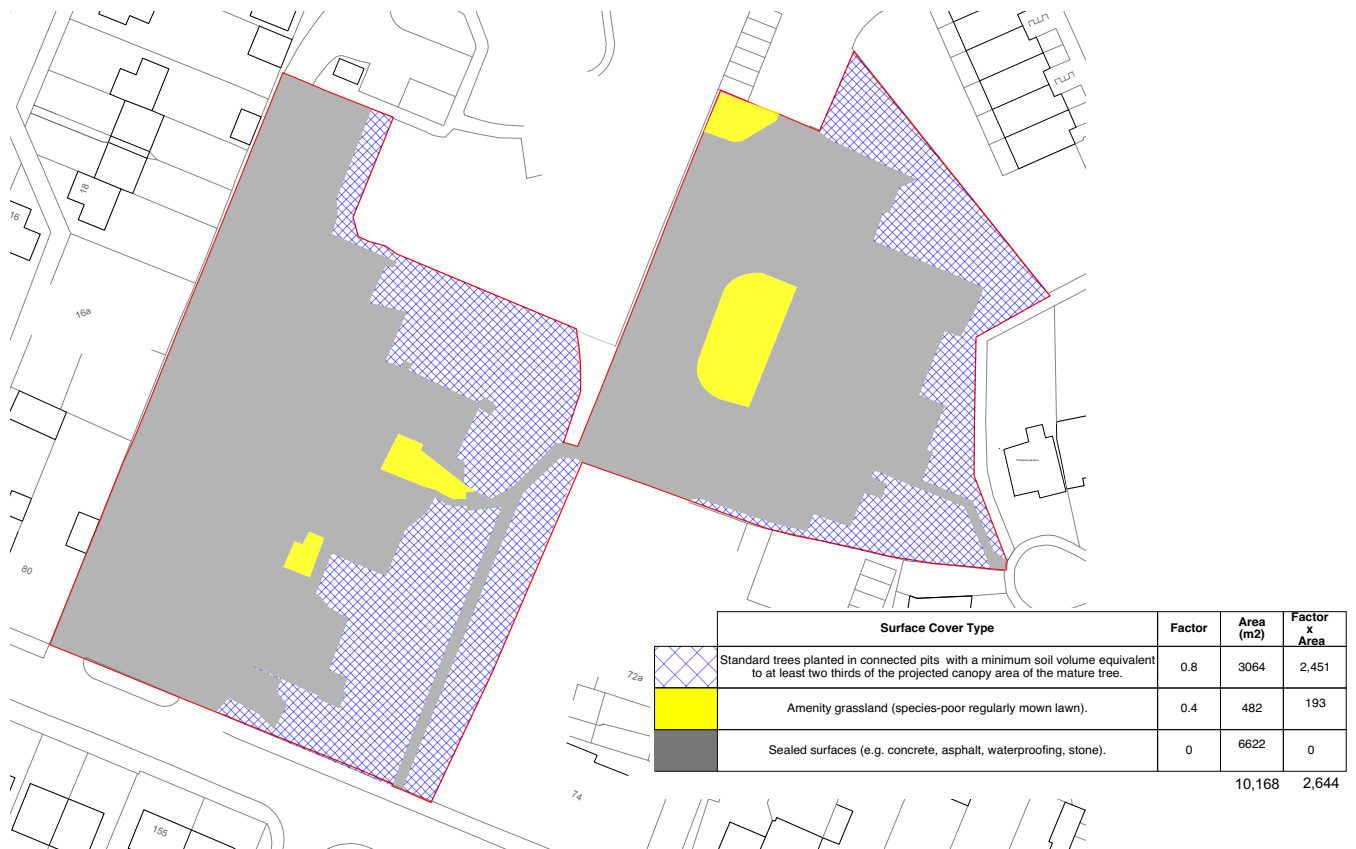 18
16
16a
80
155
72a
74
Surface Cover Type
Factor
Area
(m2)
Factor
x
Area
Standard trees planted in connected pits with a minimum soil volume equivalent
to at least two thirds of the projected canopy area of the mature tree.
0.8
3064
2,451
Amenity grassland (species-poor regularly mown lawn).
0.4
482
193
Sealed surfaces (e.g. concrete, asphalt, waterproofing, stone).
0
6622
0
10,168
2,644